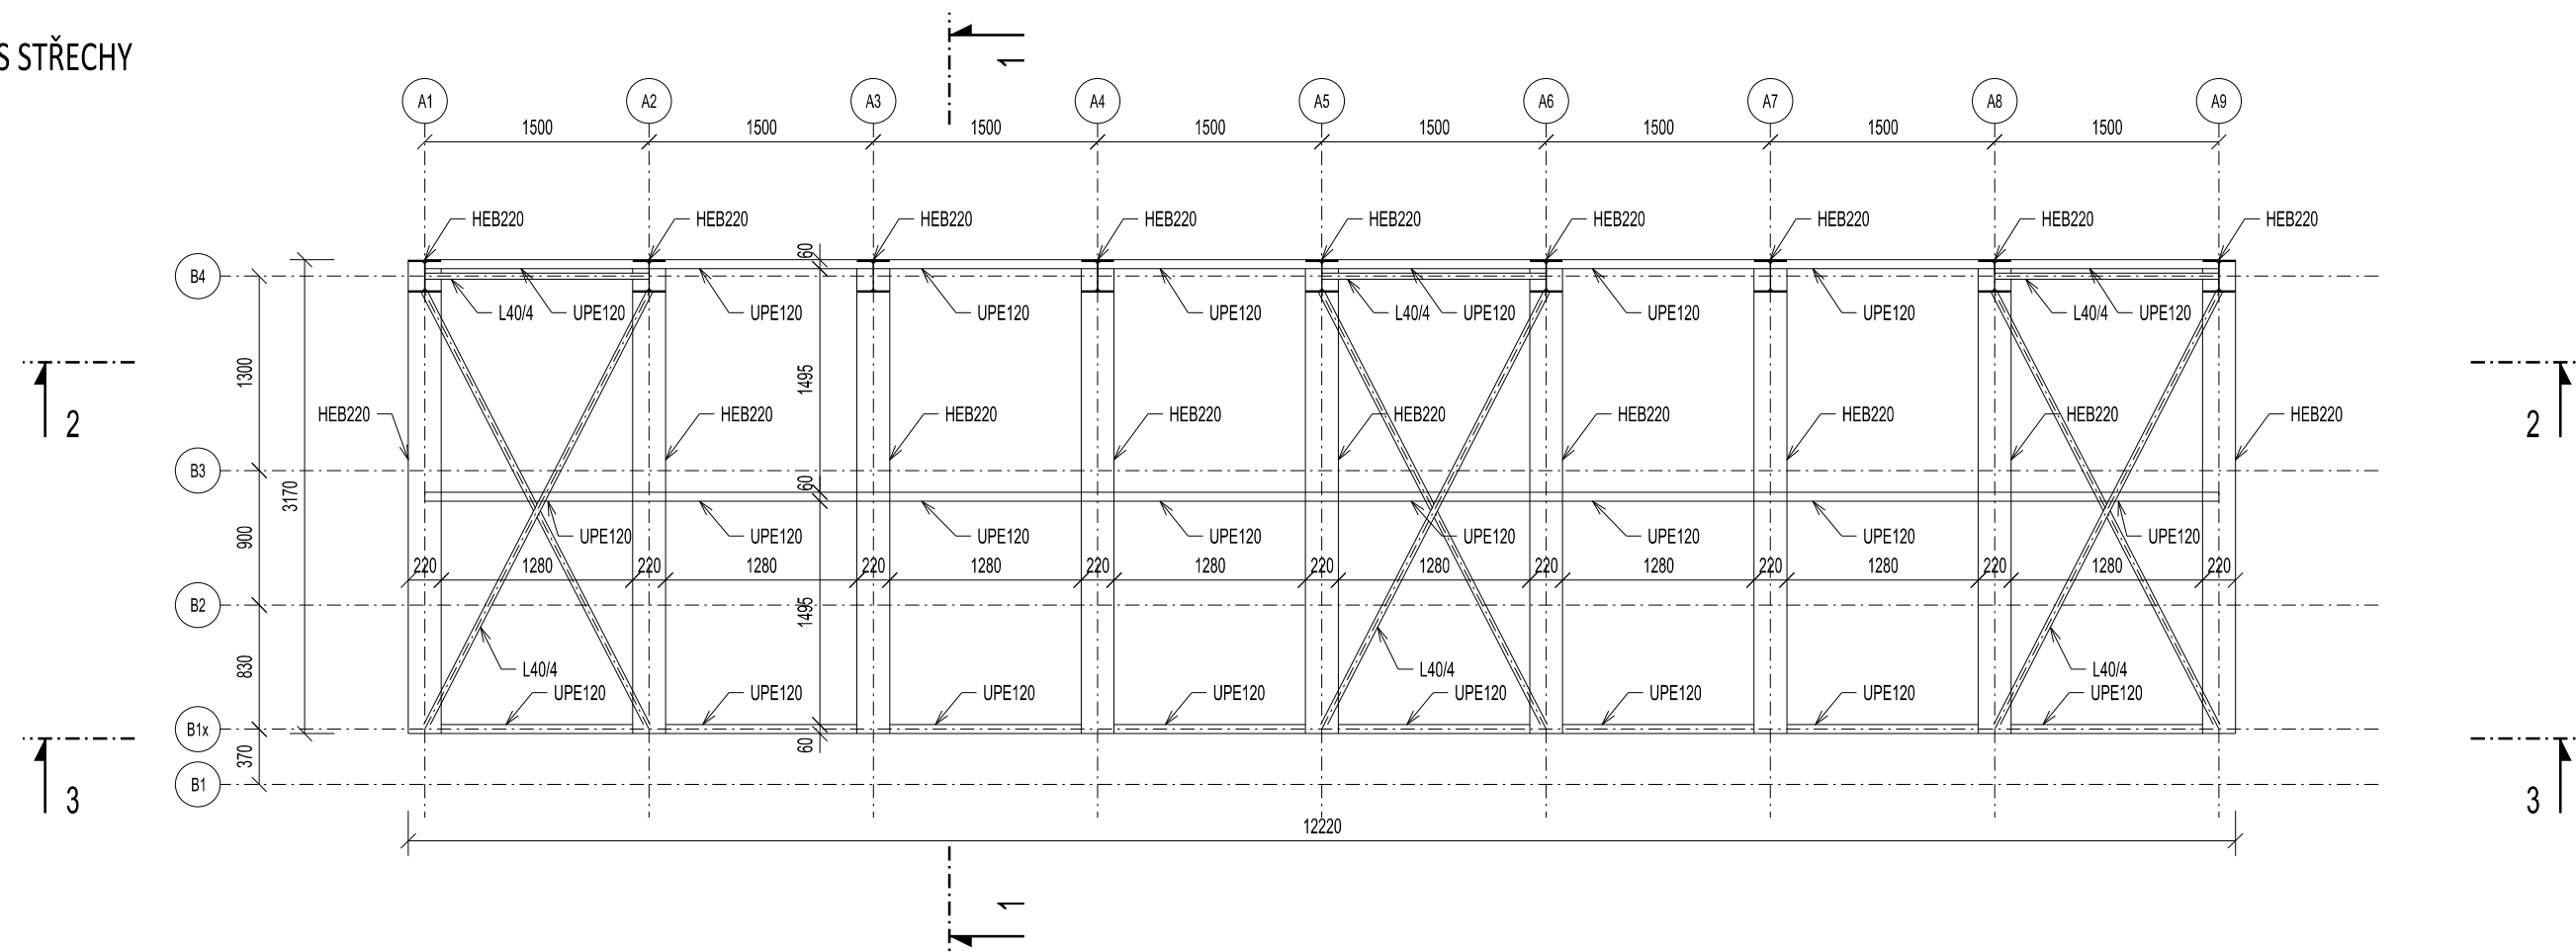 S STŘECHY
1
A1 A2 A3 A4 A5 A6 A7 A8 A9
1500 1500 1500 1500 1500 1500 1500 1500
HEB220 HEB220 HEB220 HEB220 HEB220 HEB220 HEB220 HEB220 HEB220
60
B4
L40/4 UPE120 UPE120 UPE120 UPE120 L40/4 UPE120 UPE120 UPE120 L40/4 UPE120
1300 1495
2 HEB220 HEB220 HEB220 HEB220 HEB220 HEB220 HEB220 HEB220 HEB220 2
B3
3170 60
900 UPE120 UPE120 UPE120 UPE120 UPE120 UPE120 UPE120 UPE120
220 1280 220 1280 220 1280 220 1280 220 1280 220 1280 220 1280 220 1280 220
B2
1495
830 L40/4 L40/4 L40/4
UPE120 UPE120 UPE120 UPE120 UPE120 UPE120 UPE120 UPE120
B1x
370 60
B1
3 3
12220
1